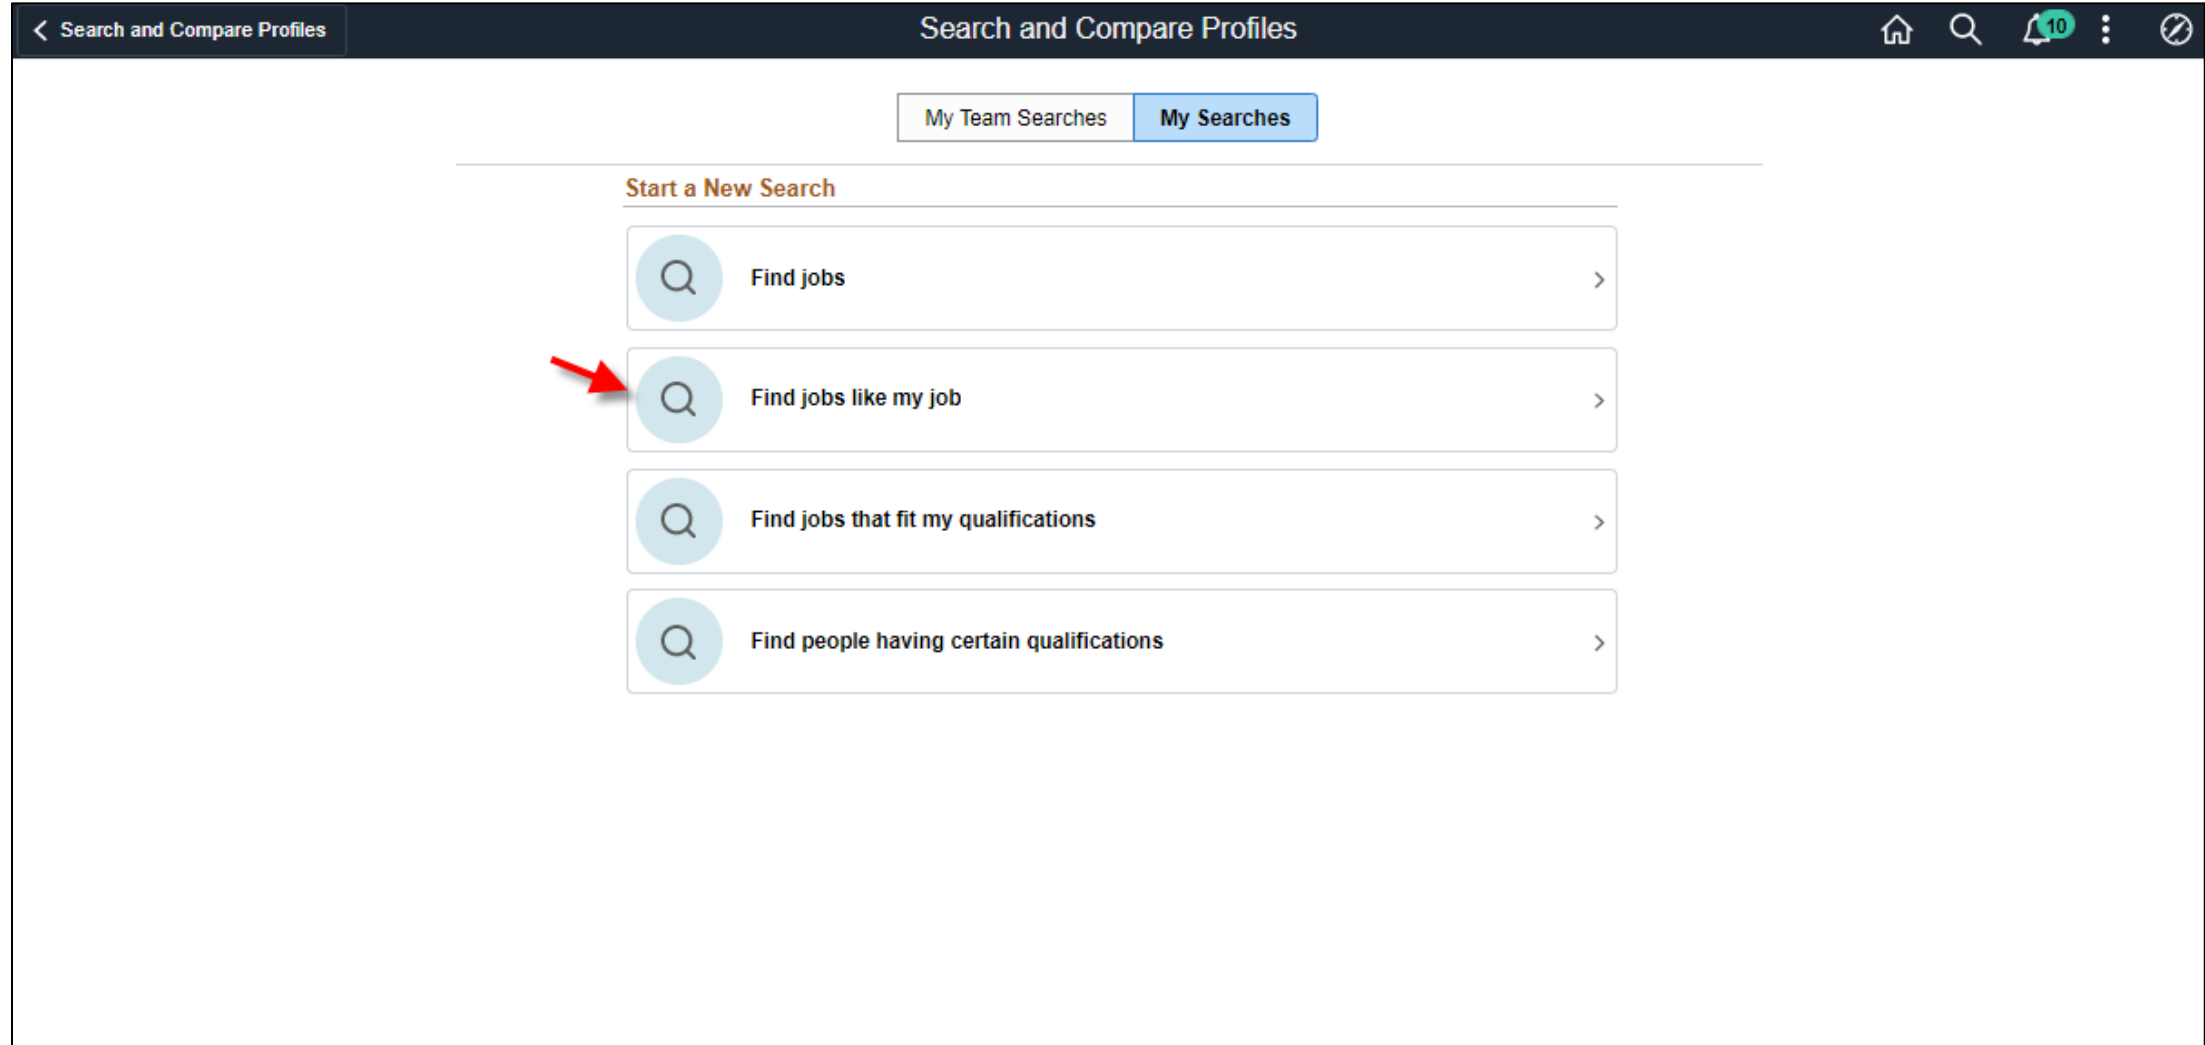 Search and Compare Profiles
Search and Compare Profiles
10
My Team Searches
My Searches
Start a New Search
Find jobs
Find jobs like my job
Find jobs that fit my qualifications
Find people having certain qualifications